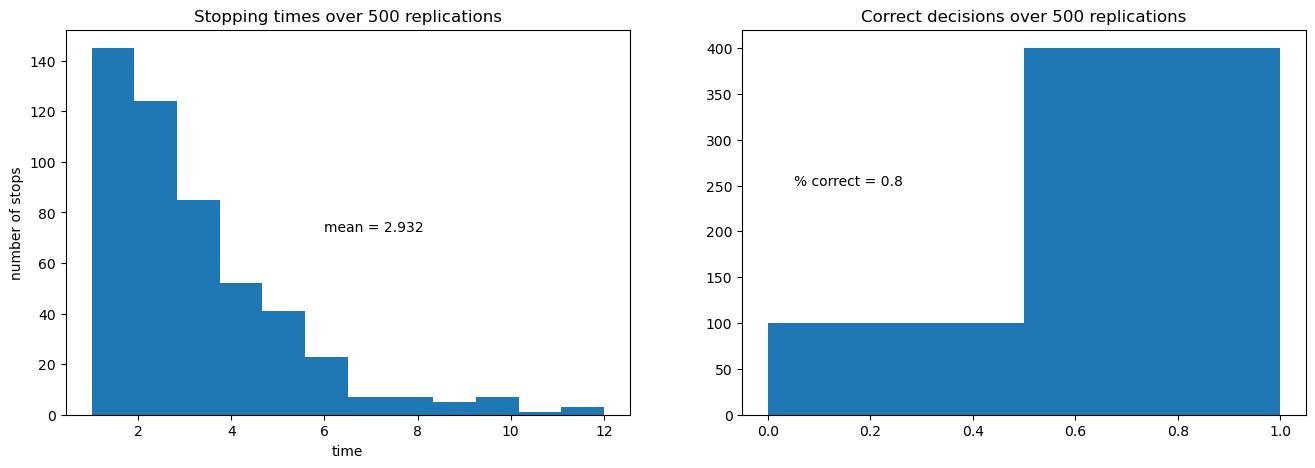 Stopping times over 500 replications
140
120
100
80
60
40
20
0
number of stops
mean = 2.932
2 4 6 8 10 12
time
Correct decisions over 500 replications
400
350
300
250
200
150
100
50
0
% correct = 0.8
0.0 0.2 0.4 0.6 0.8 1.0